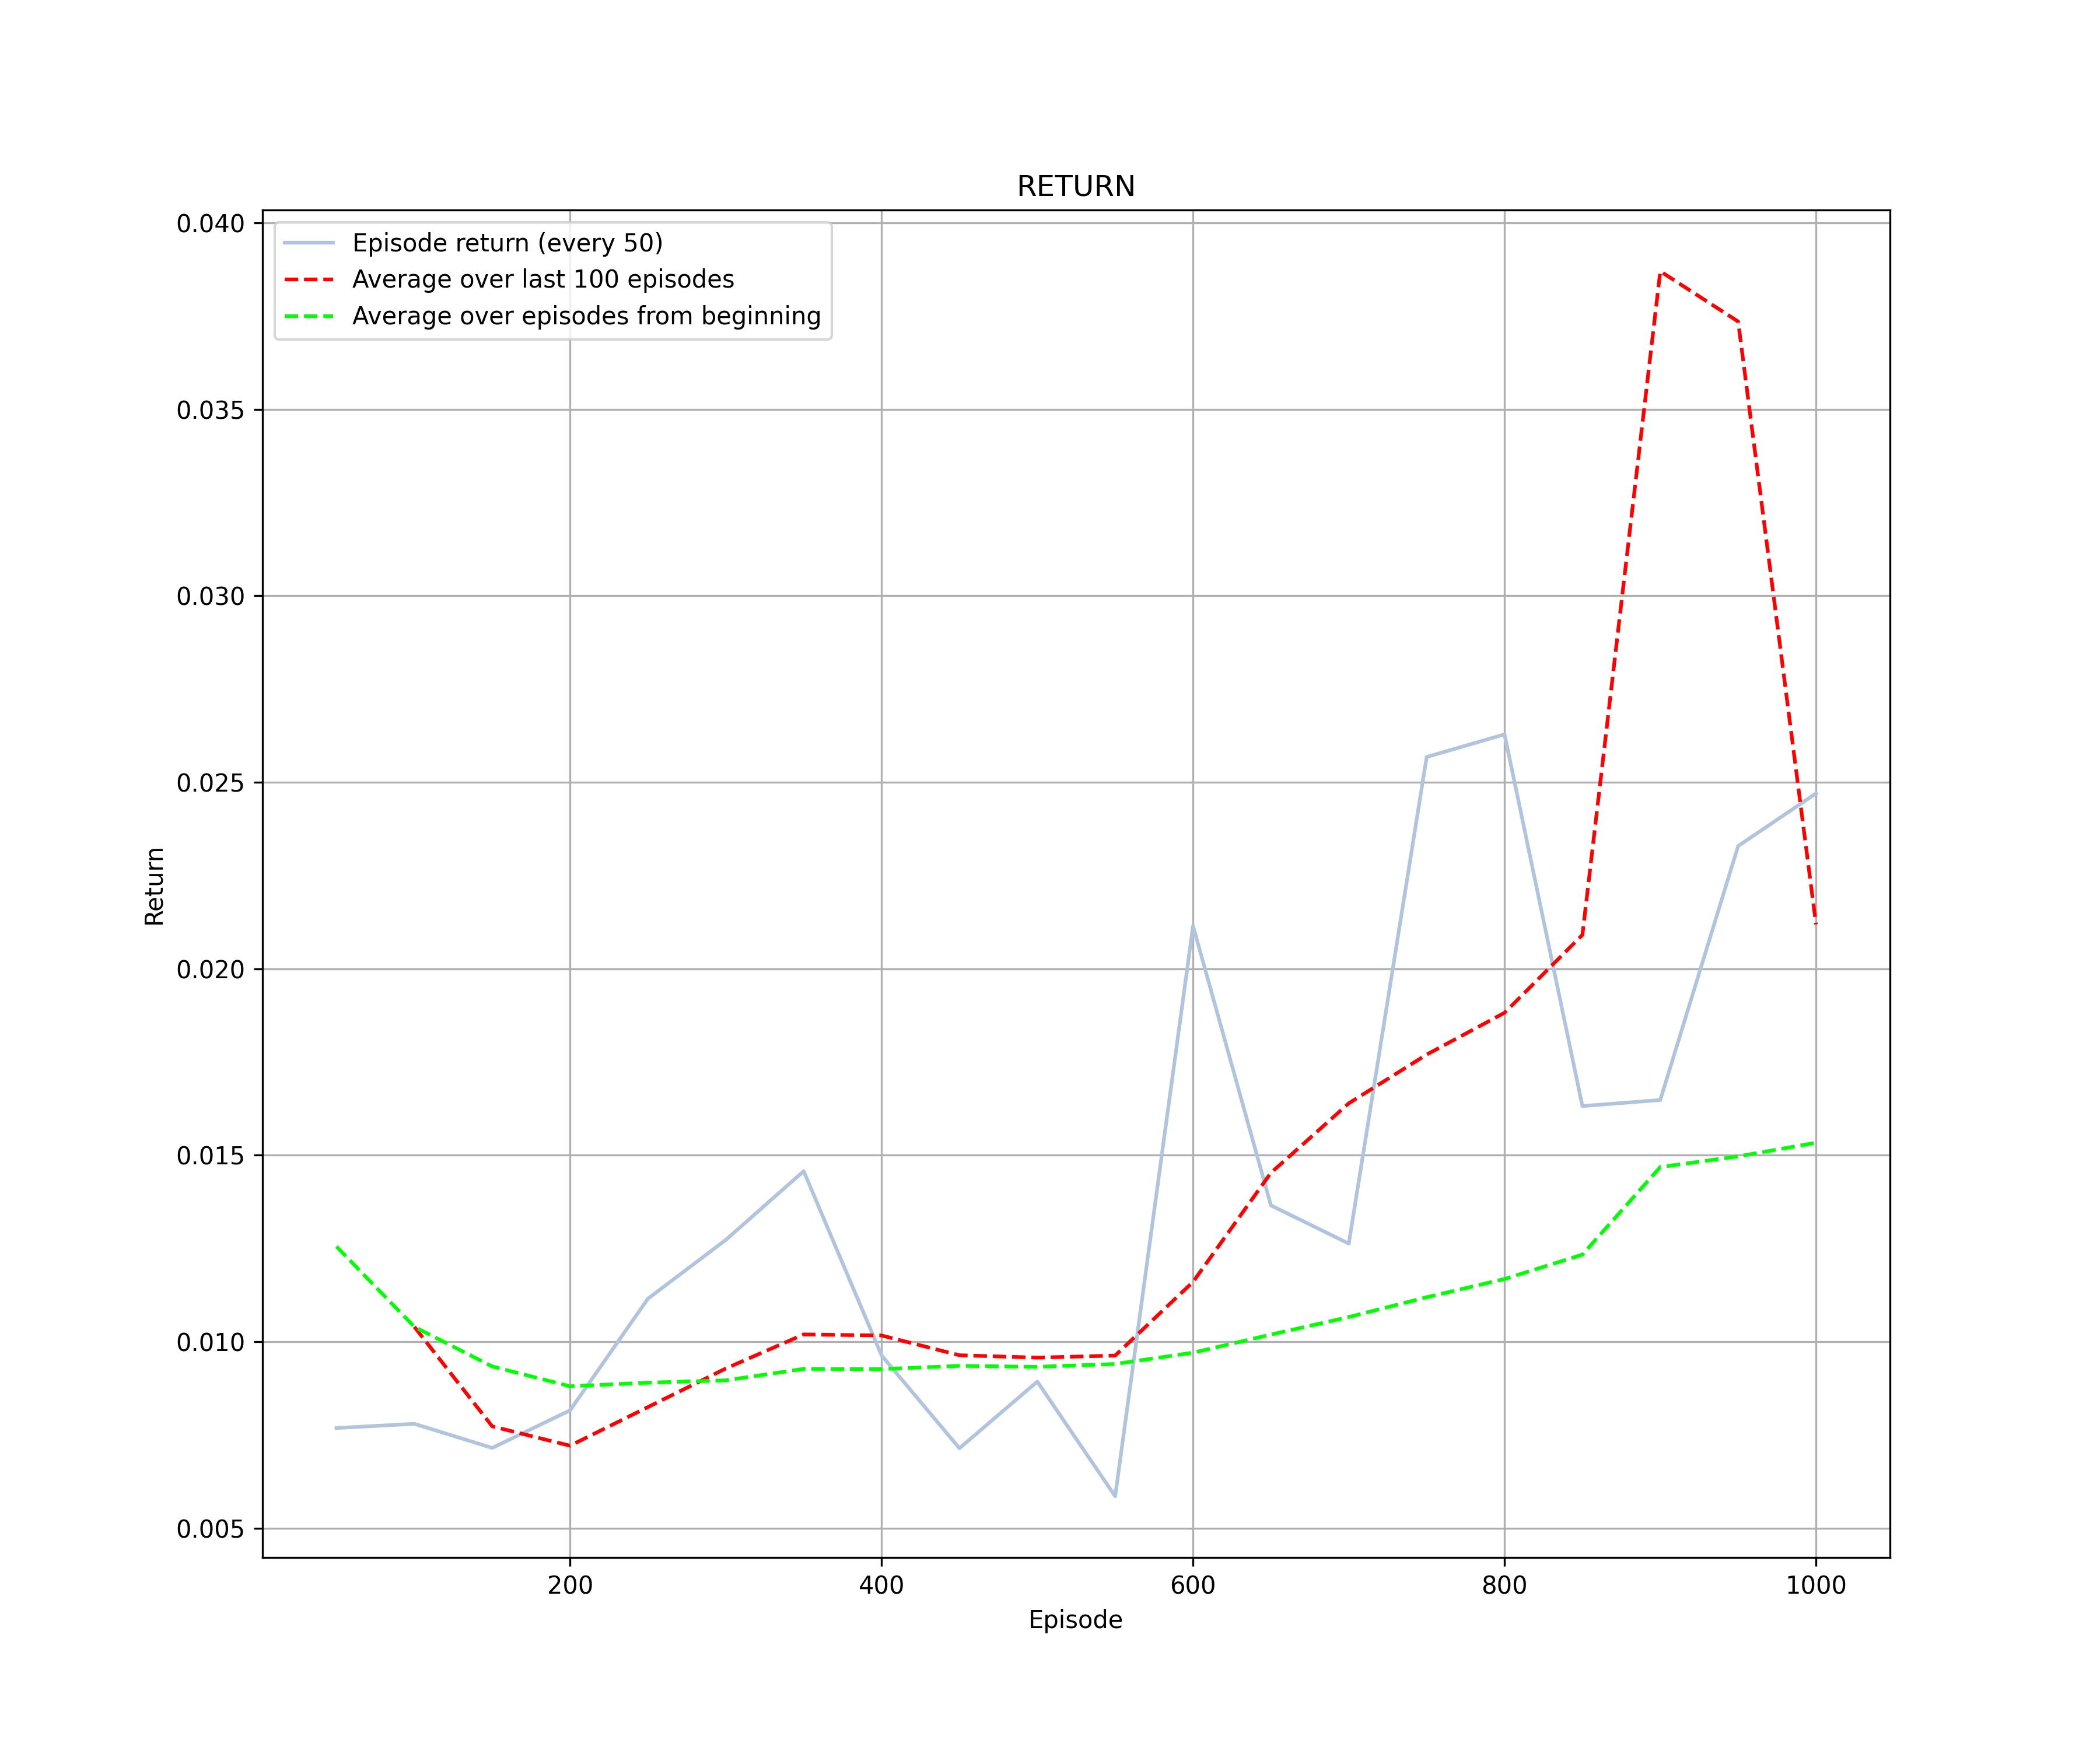 RETURN
0.040
0.035
0.030
0.025
0.020
0.015
0.010
0.005
Return
Episode return (every 50)
Average over last 100 episodes
Average over episodes from beginning
200
400
600
800
1000
Episode